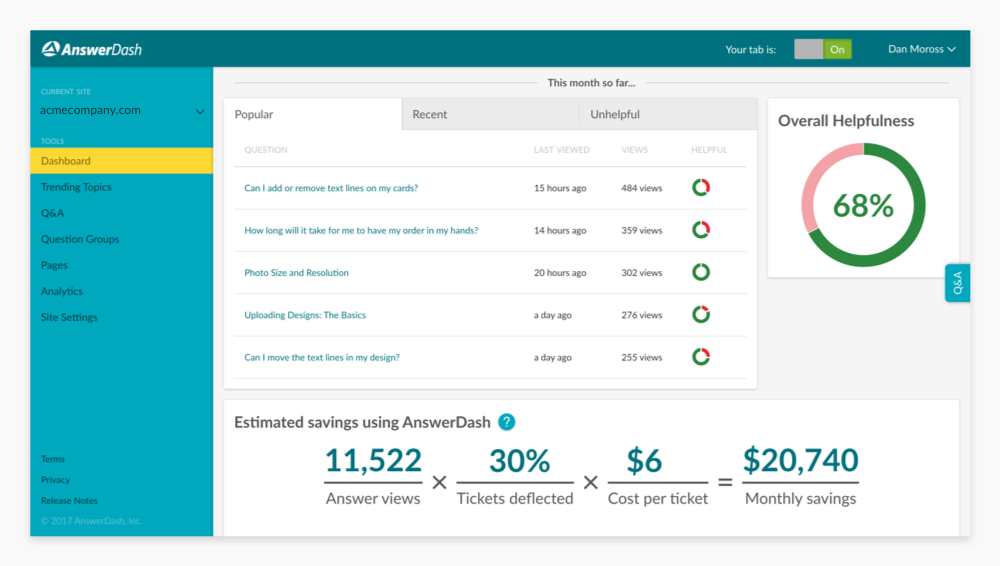 AnswerDash
Your tab is: On Dan Moross
CURRENT SITE
acmecompany.com
TOOLS
Dashboard
Trending Topics
Q&A
Question Groups
Pages
Analytics
Site Settings
Terms
Privacy
Release Notes
© 2017 AnswerDash, Inc.
This month so far...
Popular Recent Unhelpful
QUESTION LAST VIEWED VIEWS HELPFUL
Can I add or remove text lines on my cards? 15 hours ago 484 views
How long will it take for me to have my order in my hands? 14 hours ago 359 views
Photo Size and Resolution 20 hours ago 302 views
Uploading Designs: The Basics a day ago 276 views
Can I move the text lines in my design? a day ago 255 views
Overall Helpfulness
68%
Q&A
Estimated savings using AnswerDash ?
11,522 × 30% × $6 = $20,740
Answer views Tickets deflected Cost per ticket Monthly savings